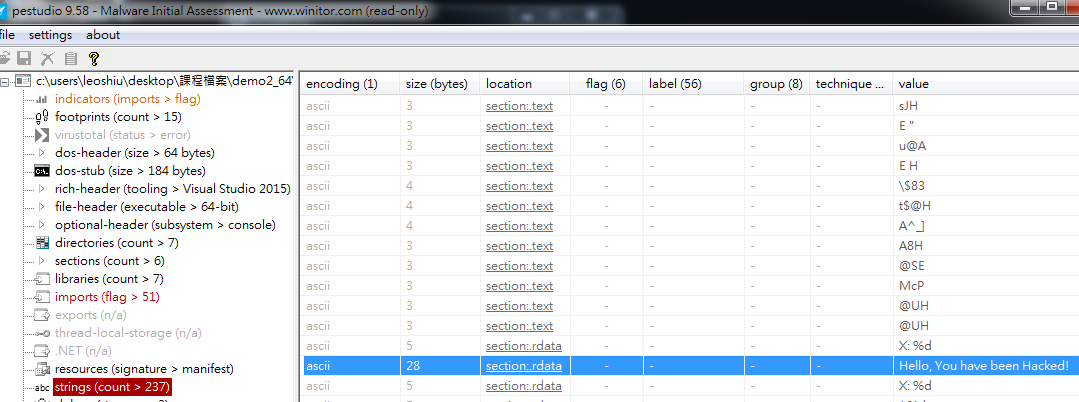 pestudio 9.58 - Malware Initial Assessment - www.winitor.com (read-only)
file settings about
c:\users\leoshiu\desktop\課程檔案\demo2_64\
indicators (imports > flag)
footprints (count > 15)
virustotal (status > error)
dos-header (size > 64 bytes)
dos-stub (size > 184 bytes)
rich-header (tooling > Visual Studio 2015)
file-header (executable > 64-bit)
optional-header (subsystem > console)
directories (count > 7)
sections (count > 6)
libraries (count > 7)
imports (flag > 51)
exports (n/a)
thread-local-storage (n/a)
.NET (n/a)
resources (signature > manifest)
abc strings (count > 237)
encoding (1) size (bytes) location flag (6) label (56) group (8) technique ... value
ascii 3 section:.text - - - - sJH
ascii 3 section:.text - - - - E "
ascii 3 section:.text - - - - u@A
ascii 3 section:.text - - - - E H
ascii 4 section:.text - - - - \$83
ascii 4 section:.text - - - - t$@H
ascii 4 section:.text - - - - A^_]
ascii 3 section:.text - - - - A8H
ascii 3 section:.text - - - - @SE
ascii 3 section:.text - - - - McP
ascii 3 section:.text - - - - @UH
ascii 3 section:.text - - - - @UH
ascii 5 section:.rdata - - - - X: %d
ascii 28 section:.rdata - - - - Hello, You have been Hacked!
ascii 5 section:.rdata - - - - X: %d